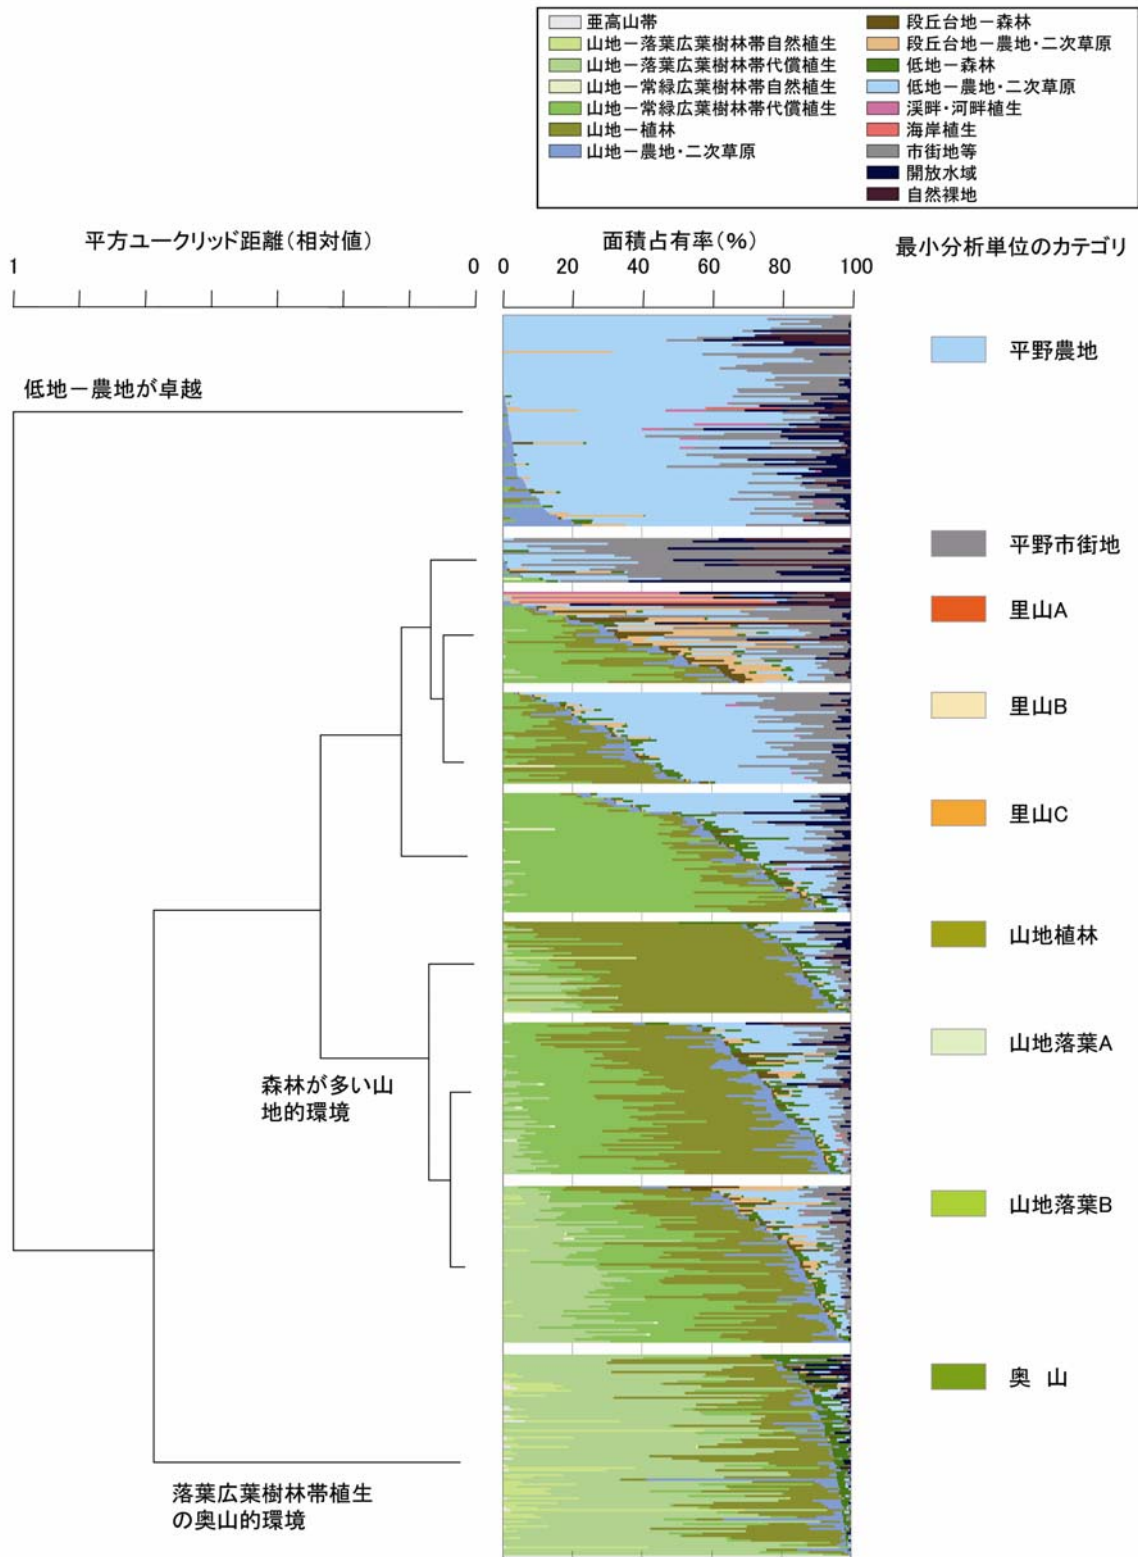 亜高山帯
山地－落葉広葉樹林帯自然植生
山地－落葉広葉樹林帯代償植生
山地－常緑広葉樹林帯自然植生
山地－常緑広葉樹林帯代償植生
山地－植林
山地－農地・二次草原
段丘台地－森林
段丘台地－農地・二次草原
低地－森林
低地－農地・二次草原
渓畔・河畔植生
海岸植生
市街地等
開放水域
自然裸地
平方ユークリッド距離（相対値）
1 0
面積占有率（％）
0 20 40 60 80 100
最小分析単位のカテゴリ
低地－農地が卓越
森林が多い山
地的環境
落葉広葉樹林帯植生
の奥山的環境
平野農地
平野市街地
里山A
里山B
里山C
山地植林
山地落葉A
山地落葉B
奥 山